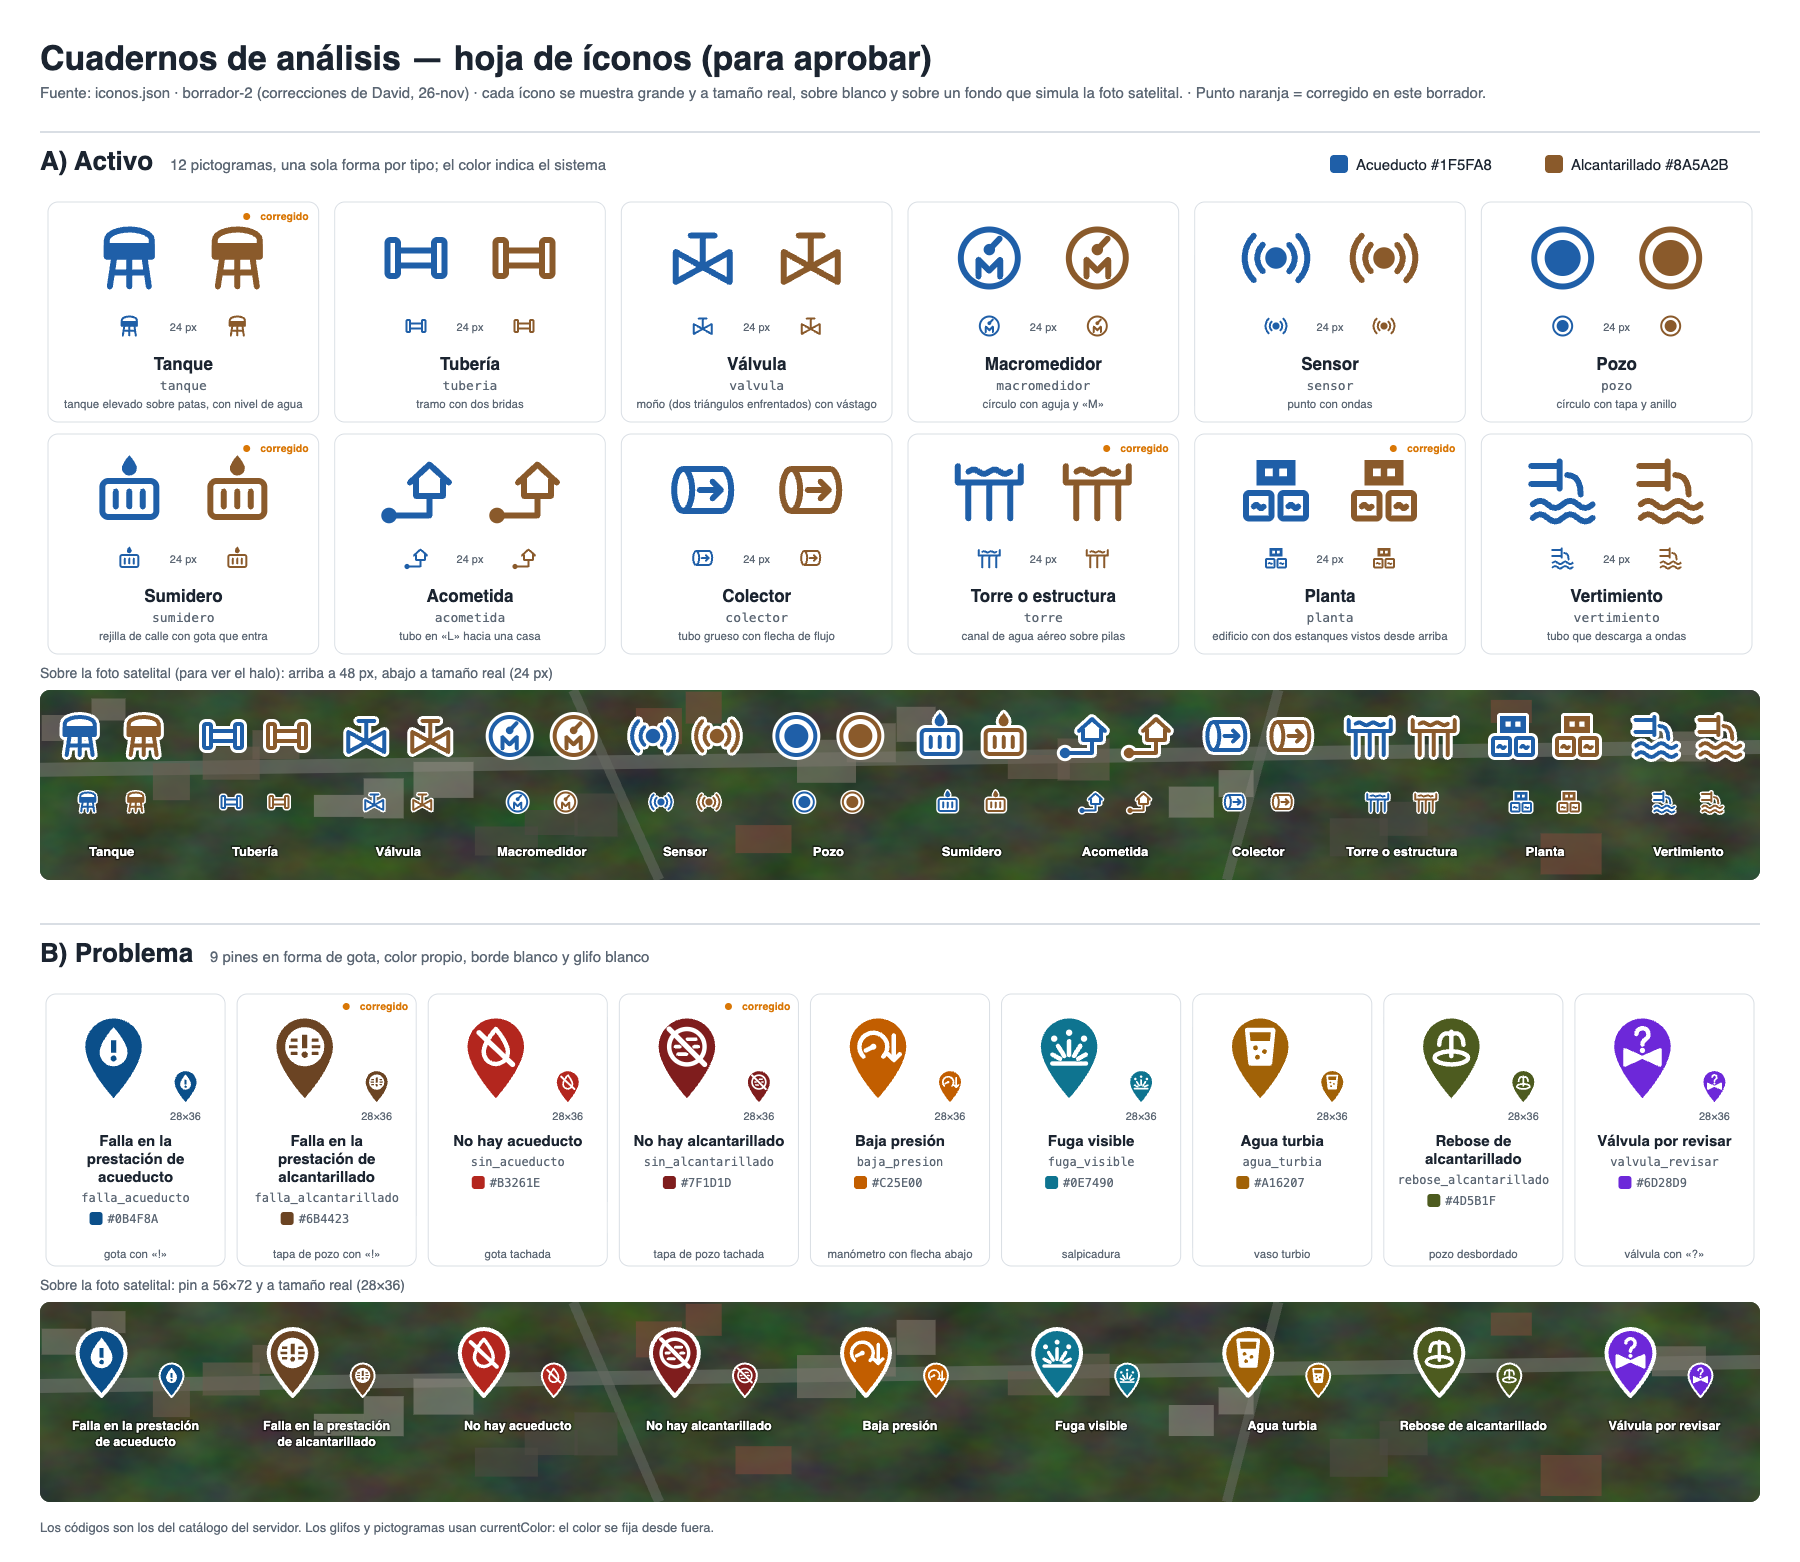 Cuadernos de análisis — hoja de íconos (para aprobar)
Fuente: iconos.json · borrador-2 (correcciones de David, 26-nov) · cada ícono se muestra grande y a tamaño real, sobre blanco y sobre un fondo que simula la foto satelital. · Punto naranja = corregido en este borrador.
A) Activo 12 pictogramas, una sola forma por tipo; el color indica el sistema
Acueducto #1F5FA8 Alcantarillado #8A5A2B
corregido
24 px
Tanque
tanque
tanque elevado sobre patas, con nivel de agua
24 px
Tubería
tuberia
tramo con dos bridas
24 px
Válvula
valvula
moño (dos triángulos enfrentados) con vástago
M M
M 24 px M
Macromedidor
macromedidor
círculo con aguja y «M»
24 px
Sensor
sensor
punto con ondas
24 px
Pozo
pozo
círculo con tapa y anillo
corregido
24 px
Sumidero
sumidero
rejilla de calle con gota que entra
24 px
Acometida
acometida
tubo en «L» hacia una casa
24 px
Colector
colector
tubo grueso con flecha de flujo
corregido
24 px
Torre o estructura
torre
canal de agua aéreo sobre pilas
corregido
24 px
Planta
planta
edificio con dos estanques vistos desde arriba
24 px
Vertimiento
vertimiento
tubo que descarga a ondas
Sobre la foto satelital (para ver el halo): arriba a 48 px, abajo a tamaño real (24 px)
M M
M M
Tanque Tubería Válvula Macromedidor Sensor Pozo Sumidero Acometida Colector Torre o estructura Planta Vertimiento
B) Problema 9 pines en forma de gota, color propio, borde blanco y glifo blanco
! !
28×36
Falla en la
prestación de
acueducto
falla_acueducto
#0B4F8A
gota con «!»
corregido
! !
28×36
Falla en la
prestación de
alcantarillado
falla_alcantarillado
#6B4423
tapa de pozo con «!»
28×36
No hay acueducto
sin_acueducto
#B3261E
gota tachada
corregido
28×36
No hay alcantarillado
sin_alcantarillado
#7F1D1D
tapa de pozo tachada
28×36
Baja presión
baja_presion
#C25E00
manómetro con flecha abajo
28×36
Fuga visible
fuga_visible
#0E7490
salpicadura
28×36
Agua turbia
agua_turbia
#A16207
vaso turbio
28×36
Rebose de
alcantarillado
rebose_alcantarillado
#4D5B1F
pozo desbordado
? ?
28×36
Válvula por revisar
valvula_revisar
#6D28D9
válvula con «?»
Sobre la foto satelital: pin a 56×72 y a tamaño real (28×36)
! ! ! ! ? ?
Falla en la prestación
de acueducto
Falla en la prestación
de alcantarillado
No hay acueducto
No hay alcantarillado
Baja presión
Fuga visible
Agua turbia
Rebose de alcantarillado
Válvula por revisar
Los códigos son los del catálogo del servidor. Los glifos y pictogramas usan currentColor: el color se fija desde fuera.